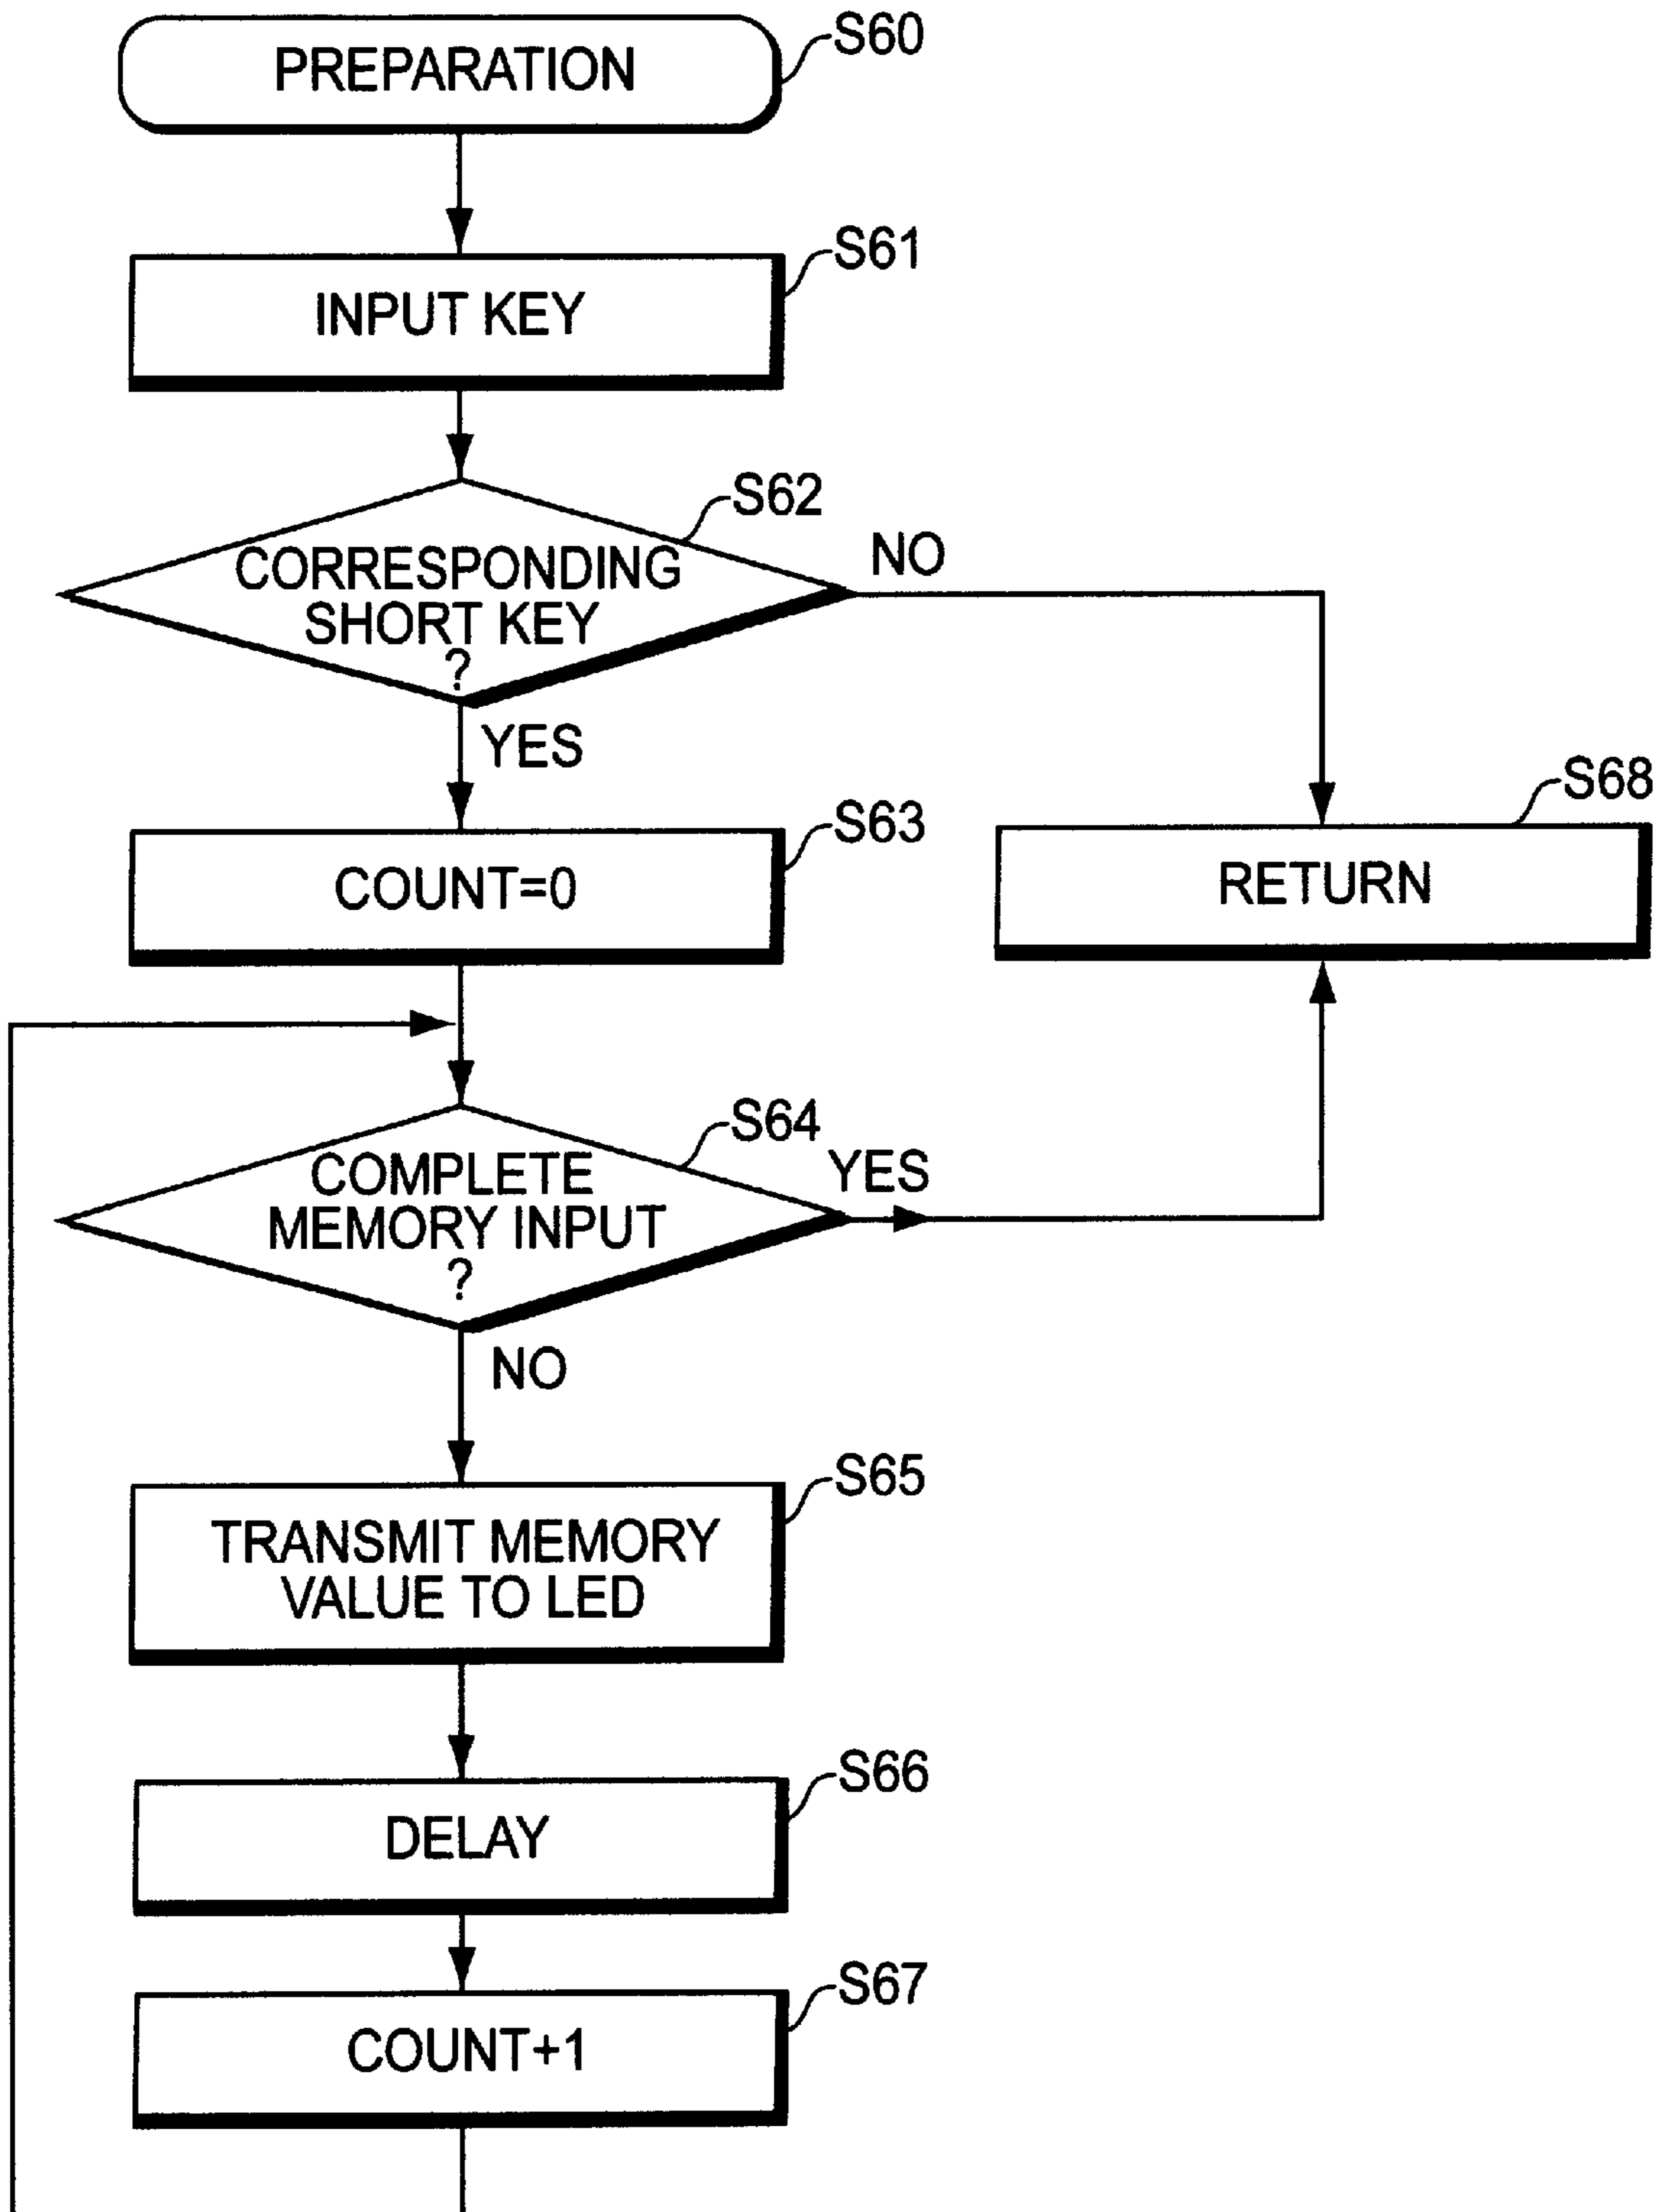 PREPARATION
S60
INPUT KEY
S61
CORRESPONDING
SHORT KEY
?
S62
NO
YES
COUNT=0
S63
RETURN
S68
COMPLETE
MEMORY INPUT
?
S64
YES
NO
TRANSMIT MEMORY
VALUE TO LED
S65
DELAY
S66
COUNT+1
S67